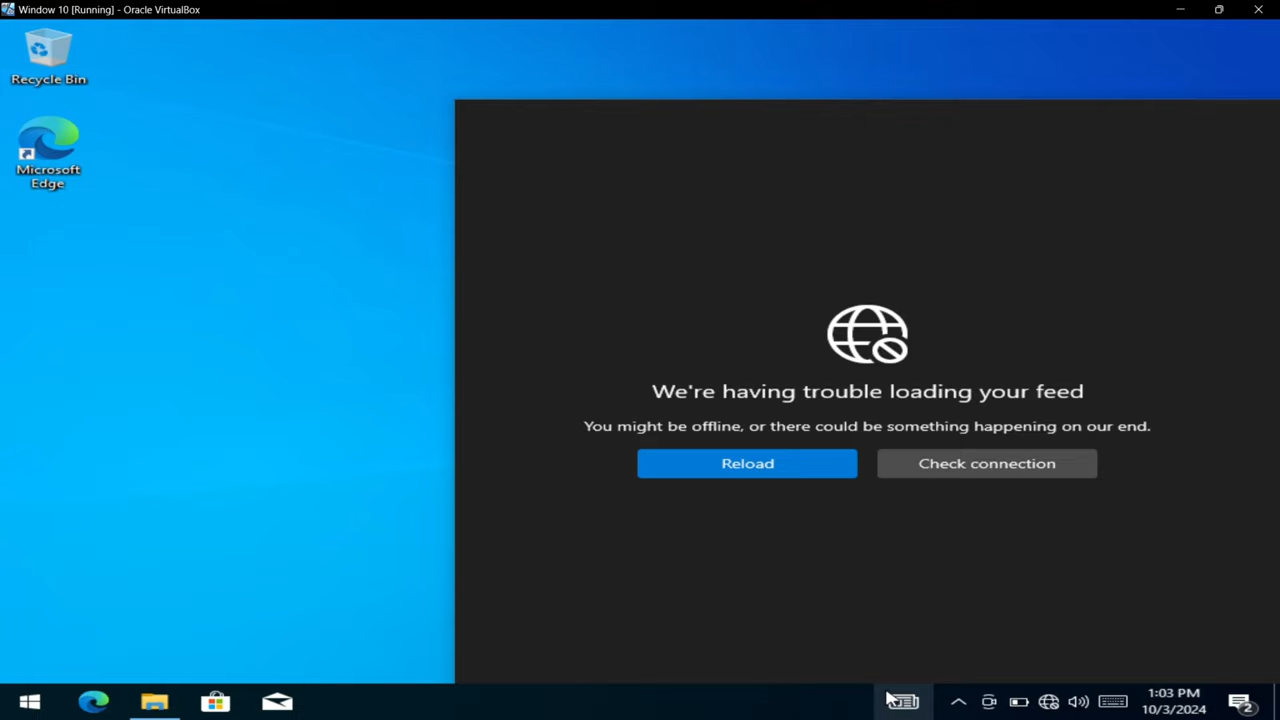 Window 10 [Running] - Oracle VirtualBox
Recycle Bin
Microsoft
Edge
We're having trouble loading your feed
You might be offline, or there could be something happening on our end.
Reload
Check connection
1:03 PM
10/3/2024
2